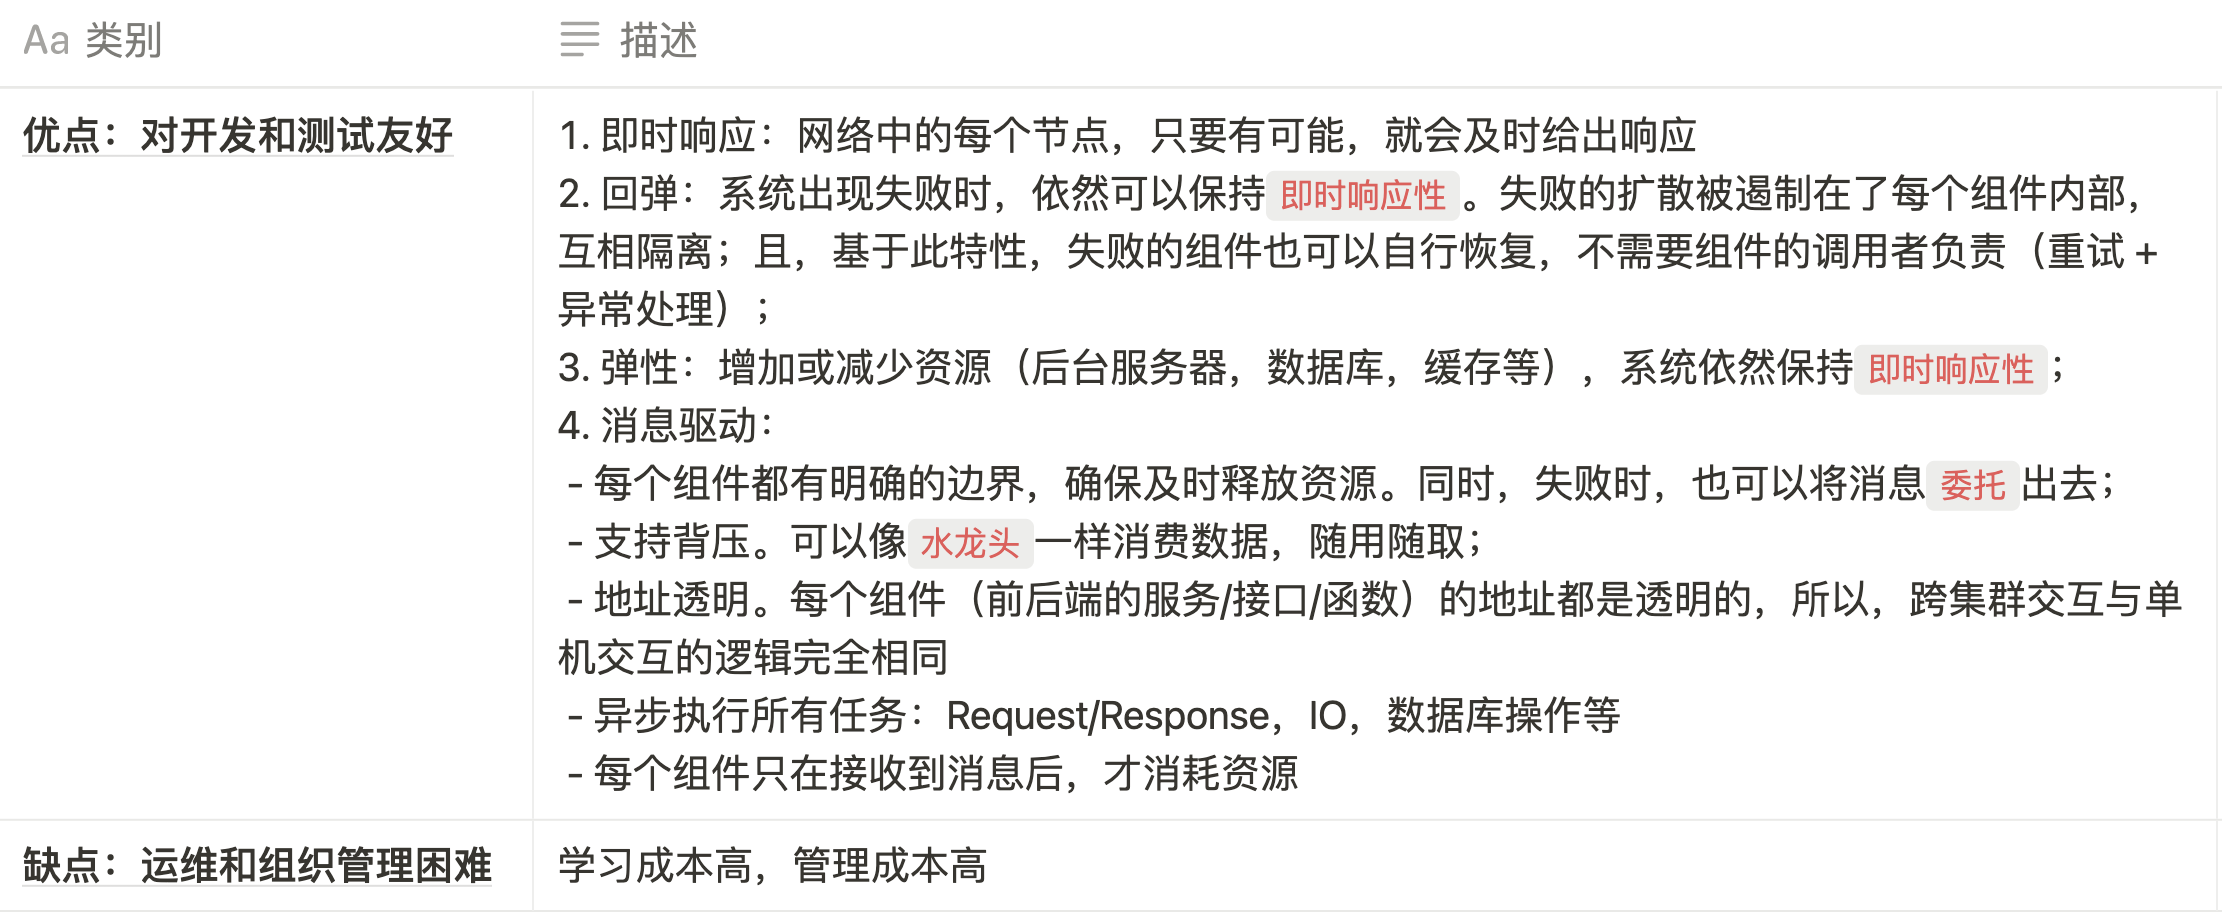 Aa 类别
描述
优点：对开发和测试友好
1. 即时响应：网络中的每个节点，只要有可能，就会及时给出响应
2. 回弹：系统出现失败时，依然可以保持 即时响应性 。失败的扩散被遏制在了每个组件内部，
互相隔离；且，基于此特性，失败的组件也可以自行恢复，不需要组件的调用者负责（重试 +
异常处理）；
3. 弹性：增加或减少资源（后台服务器，数据库，缓存等），系统依然保持 即时响应性 ；
4. 消息驱动：
- 每个组件都有明确的边界，确保及时释放资源。同时，失败时，也可以将消息 委托 出去；
- 支持背压。可以像 水龙头 一样消费数据，随用随取；
- 地址透明。每个组件（前后端的服务/接口/函数）的地址都是透明的，所以，跨集群交互与单
机交互的逻辑完全相同
- 异步执行所有任务：Request/Response，IO，数据库操作等
- 每个组件只在接收到消息后，才消耗资源
缺点：运维和组织管理困难
学习成本高，管理成本高